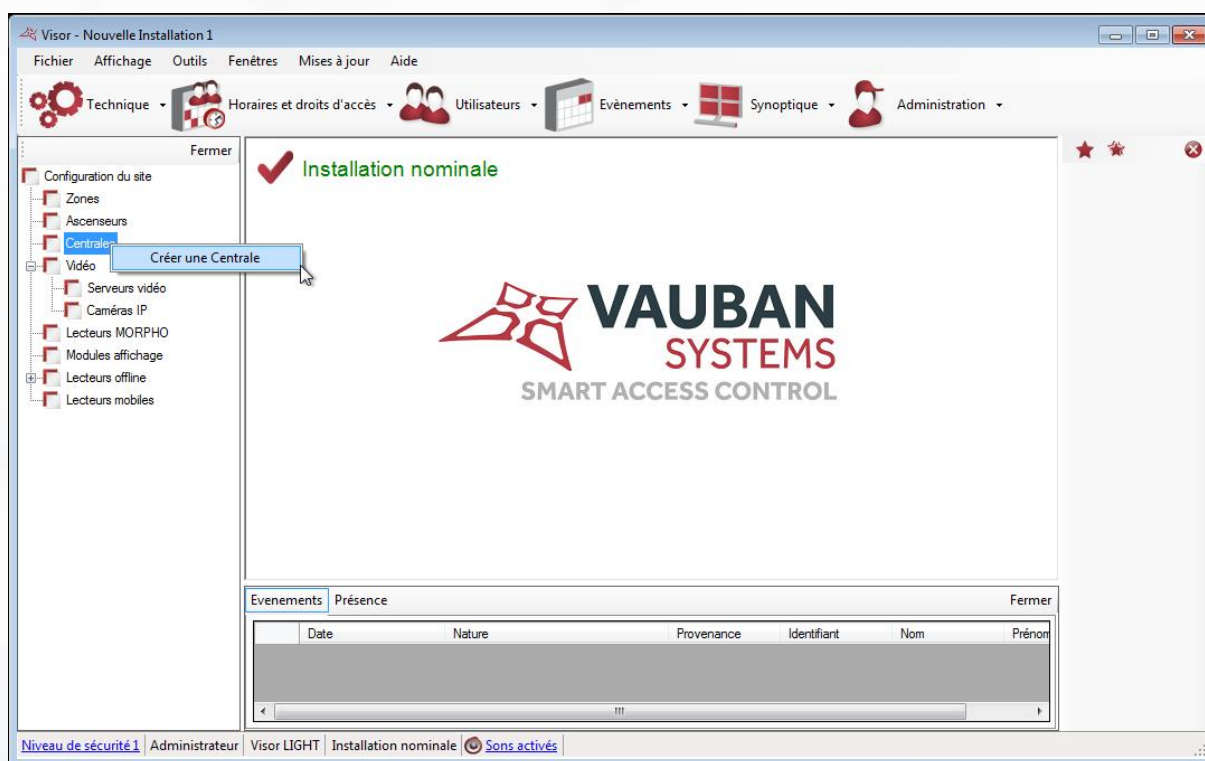 Visor - Nouvelle Installation 1
Fichier Affichage Outils Fenêtres Mises à jour Aide
Technique Horaires et droits d'accès Utilisateurs Evènements Synoptique Administration
Fermer
Configuration du site
Zones
Ascenseurs
Centrales
Créer une Centrale
Vidéo
Serveurs vidéo
Caméras IP
Lecteurs MORPHO
Modules affichage
Lecteurs offline
Lecteurs mobiles
Installation nominale
VAUBAN
SYSTEMS
SMART ACCESS CONTROL
Evenements Présence Fermer
Date Nature Provenance Identifiant Nom Prénom
Niveau de sécurité 1 Administrateur Visor LIGHT Installation nominale Sons activés